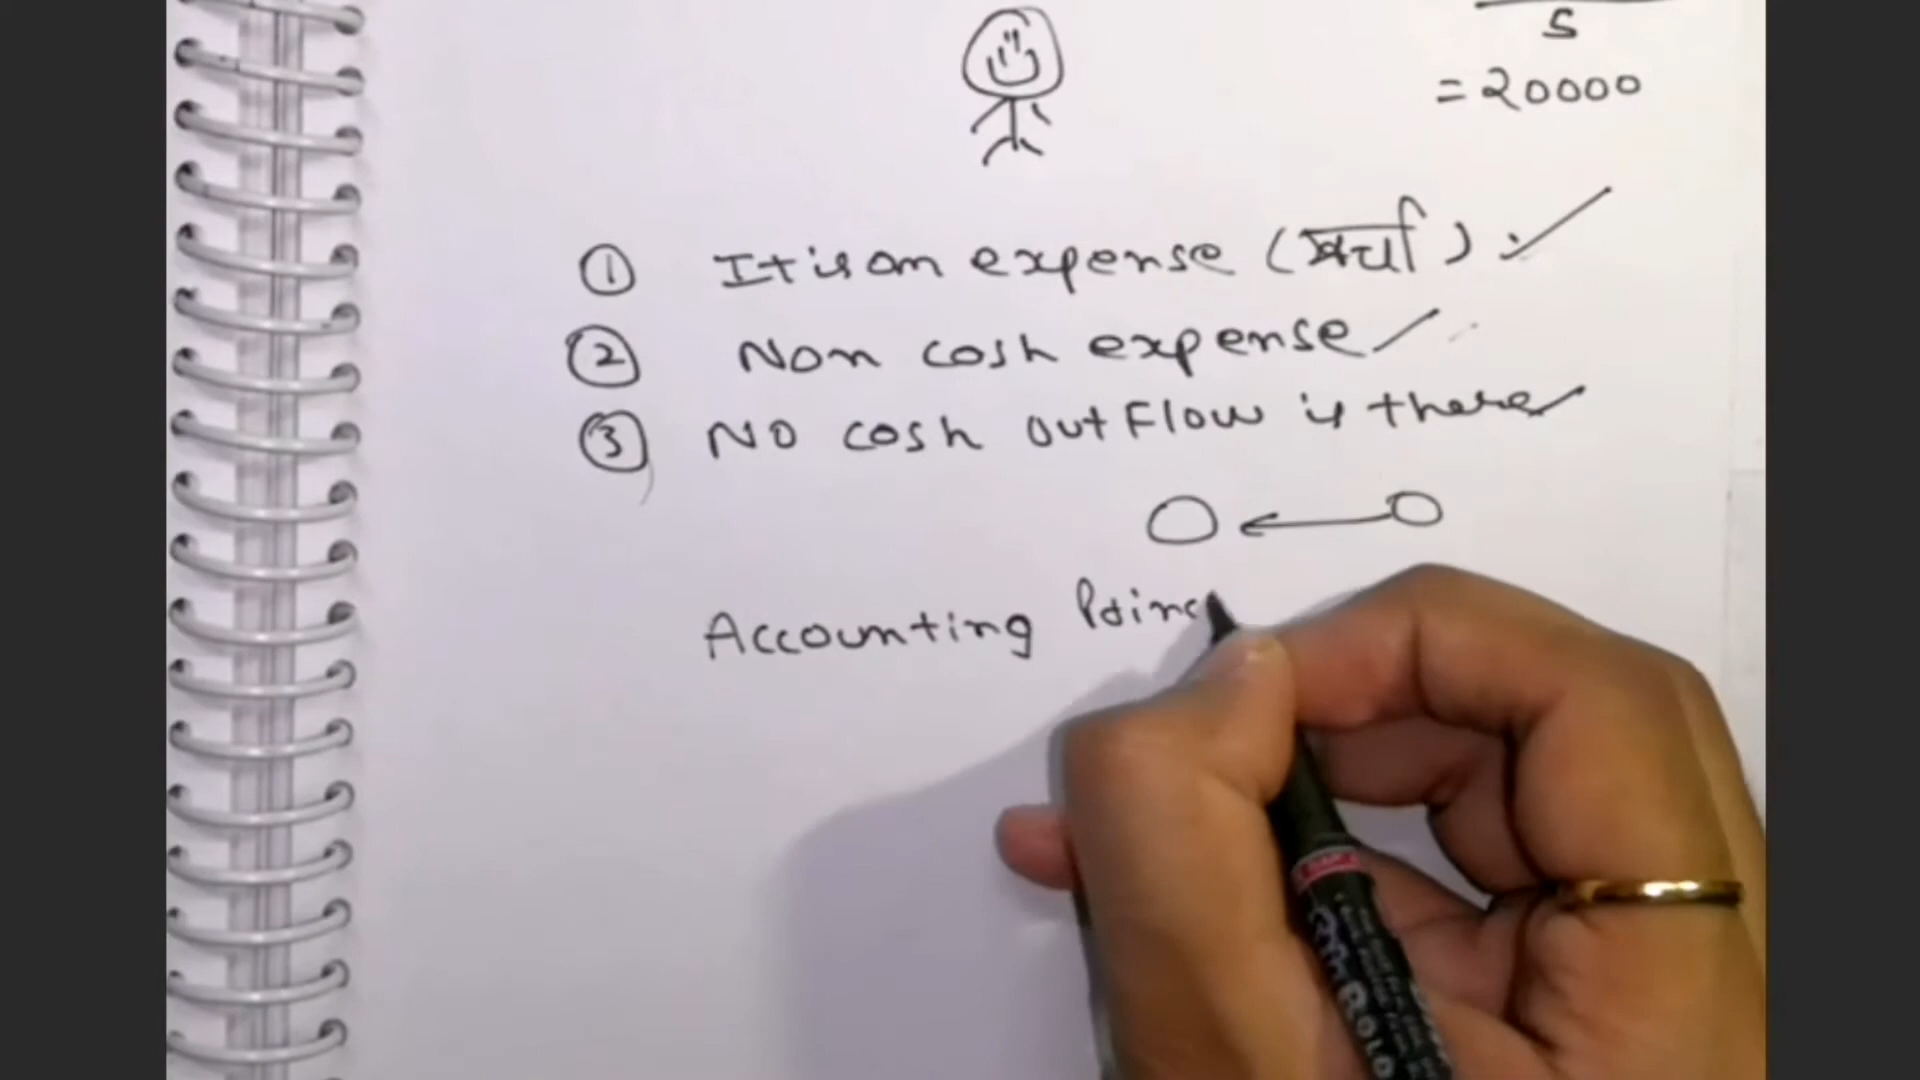 5
= 20000
① It is an expense (खर्चा)
② Non cash expense
③ NO cash outflow is there
Accounting Princ